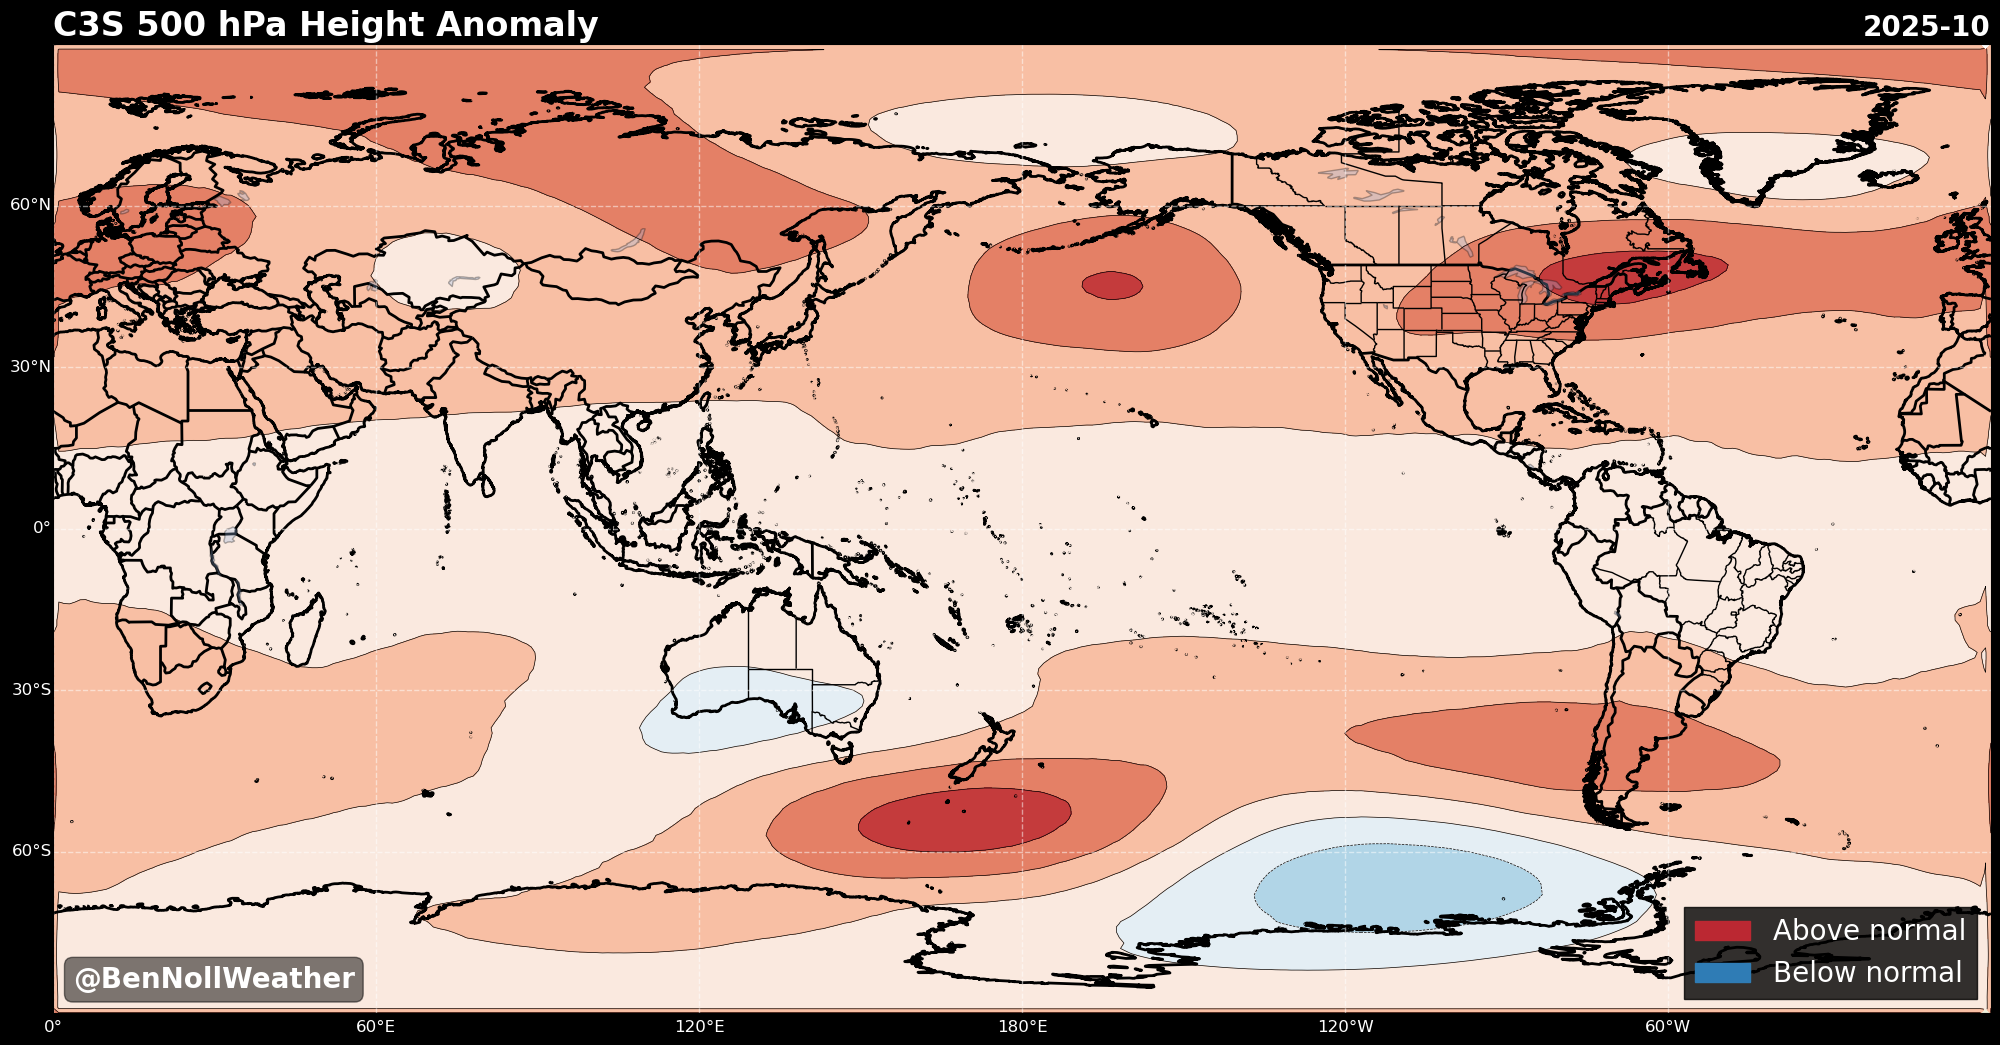 C3S 500 hPa Height Anomaly
2025-10
60°N
30°N
0°
30°S
60°S
Above normal
Below normal
@BenNollWeather
0°
60°E
120°E
180°E
120°W
60°W